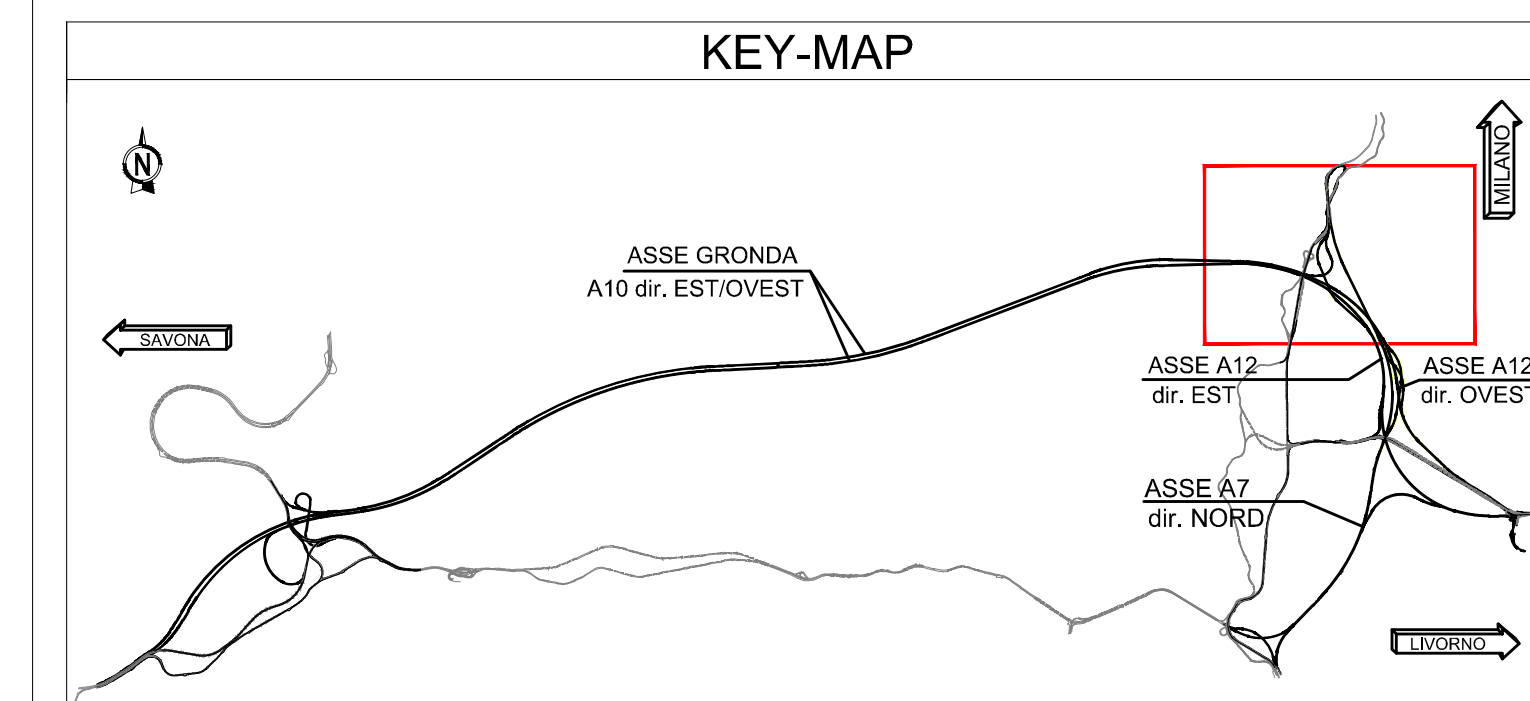 KEY-MAP
N
MILANO
ASSE GRONDA
A10 dir. EST/OVEST
SAVONA
ASSE A12
dir. EST
ASSE A12
dir. OVEST
ASSE A7
dir. NORD
LIVORNO